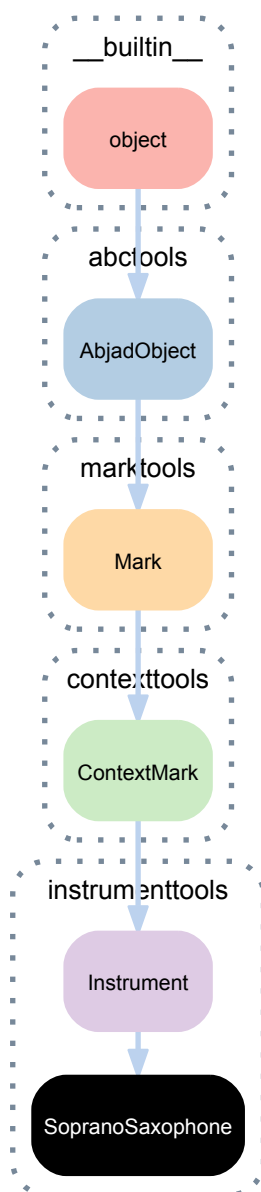 __builtin__
object
abctools
AbjadObject
marktools
Mark
contexttools
ContextMark
instrumenttools
Instrument
SopranoSaxophone